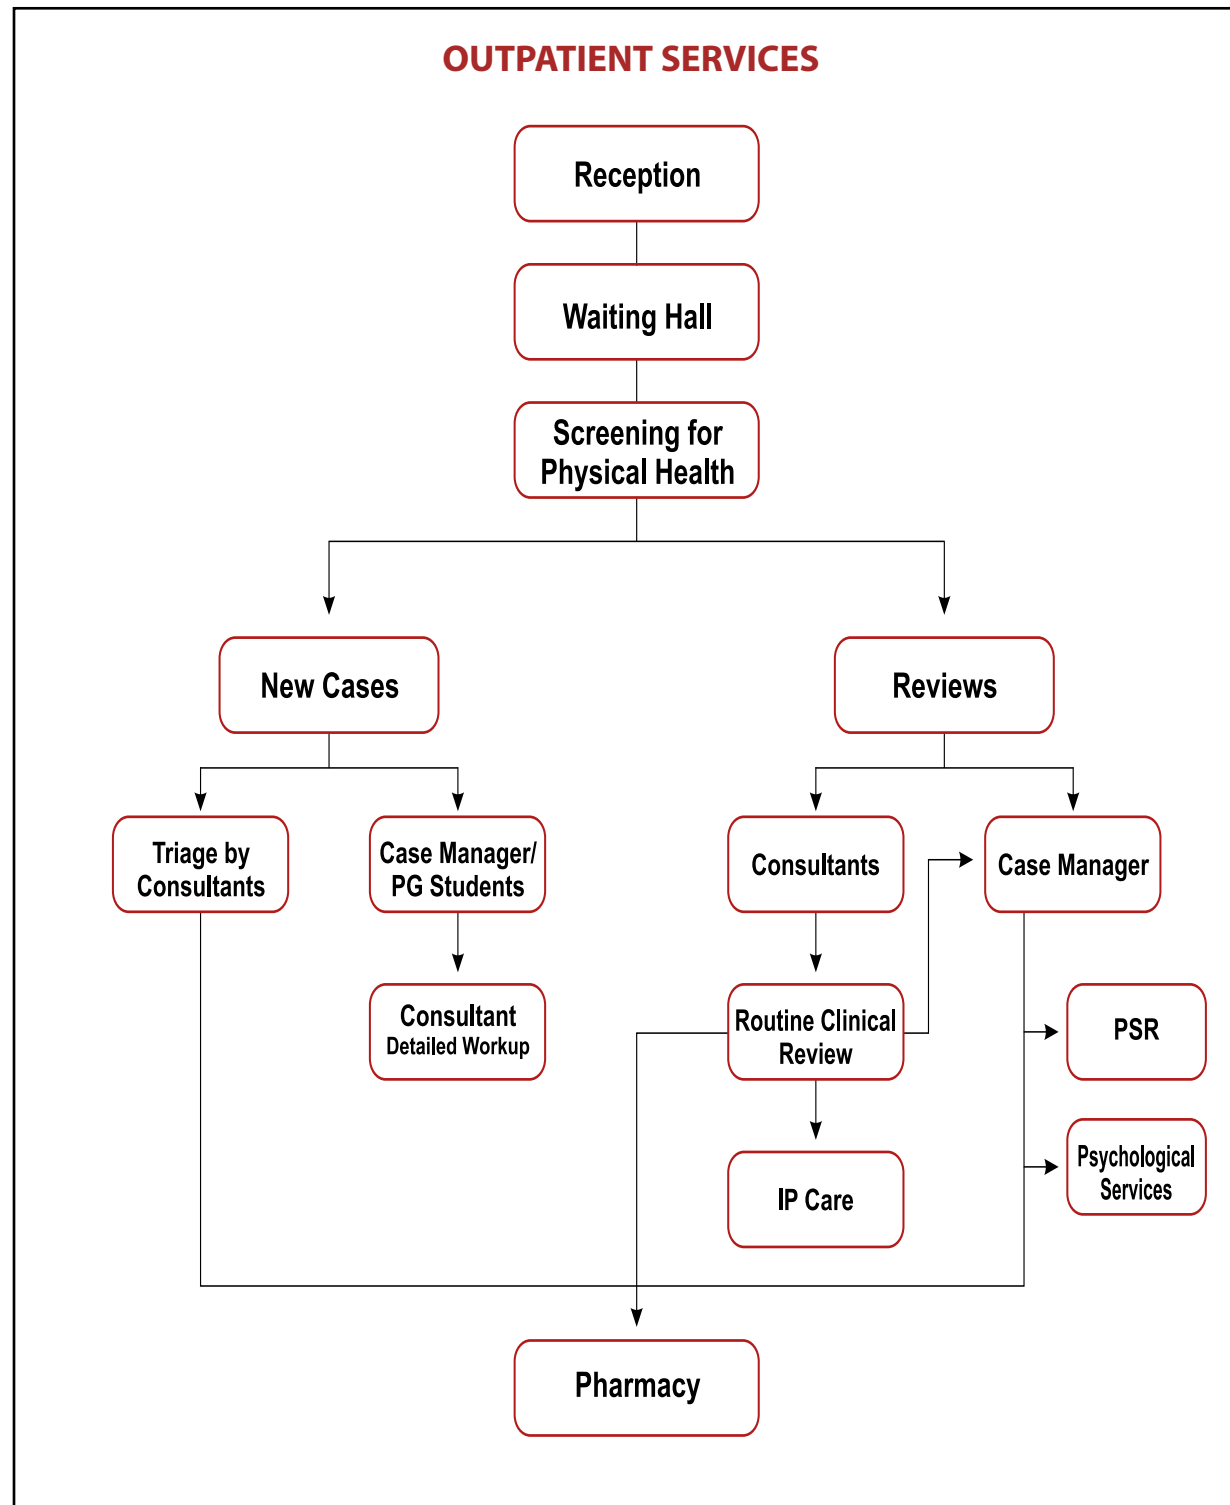 OUTPATIENT SERVICES
Reception
Waiting Hall
Screening for
Physical Health
New Cases
Reviews
Triage by
Consultants
Case Manager/
PG Students
Consultants
Case Manager
Consultant
Detailed Workup
Routine Clinical
Review
PSR
IP Care
Psychological
Services
Pharmacy